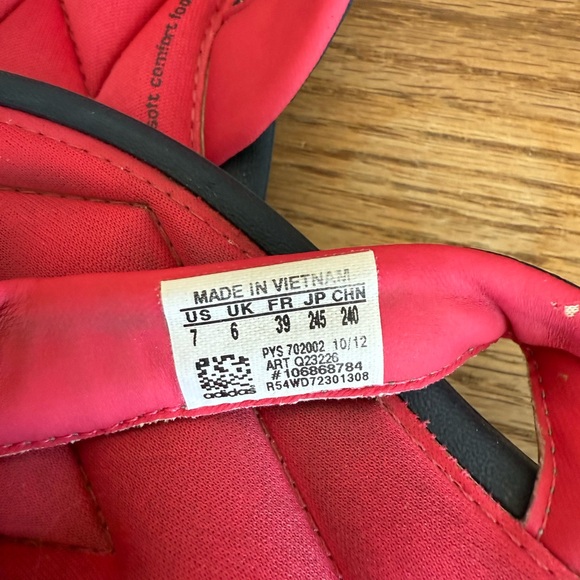 soft comfort foo
MADE IN VIETNAM
US UK FR JP CHN
7 6 39 245 240
PYS 702002 10/12
ART Q23226
#106868784
R54WD72301308
adidas